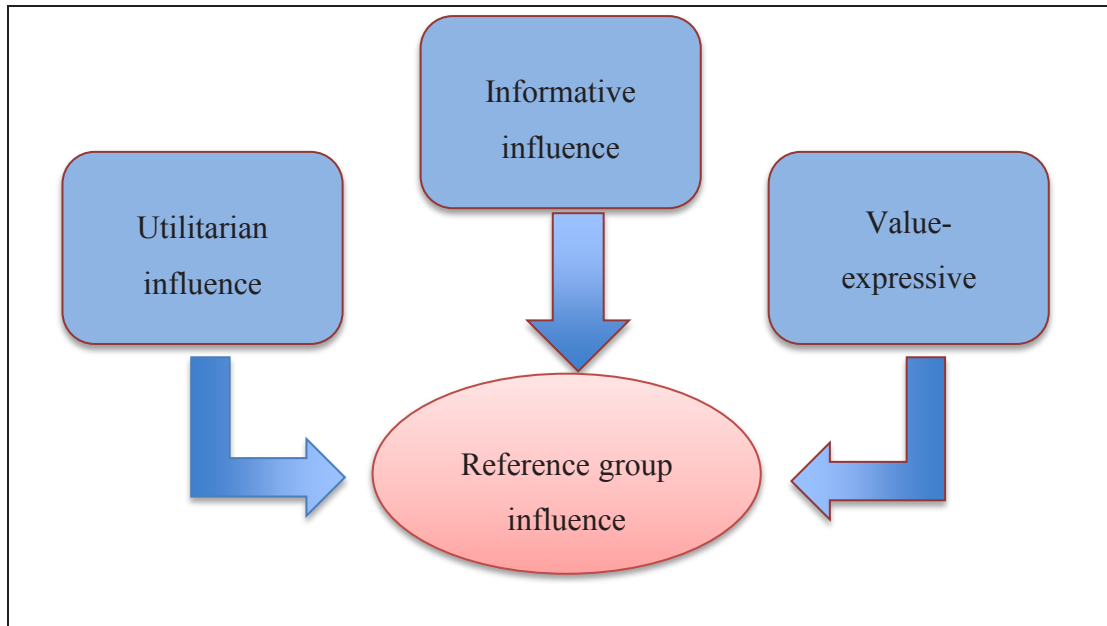 Informative
influence
Utilitarian
influence
Value-
expressive
Reference group
influence